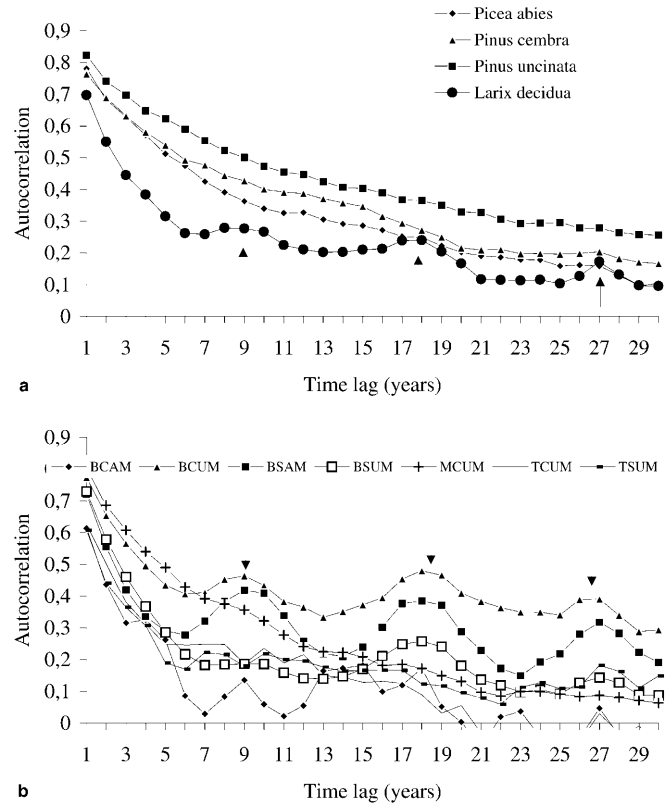 a
Picea abies
Pinus cembra
Pinus uncinata
Larix decidua
0,9
0,8
0,7
0,6
0,5
0,4
0,3
0,2
0,1
0
Autocorrelation
1 3 5 7 9 11 13 15 17 19 21 23 25 27 29
Time lag (years)
a
0,9
BCAM BCUM BSAM BSUM MCUM TCUM TSUM
0,7
0,6
0,5
0,4
0,3
0,2
0,1
0
Autocorrelation
1 3 5 7 9 11 13 15 17 19 21 23 25 27 29
Time lag (years)
b